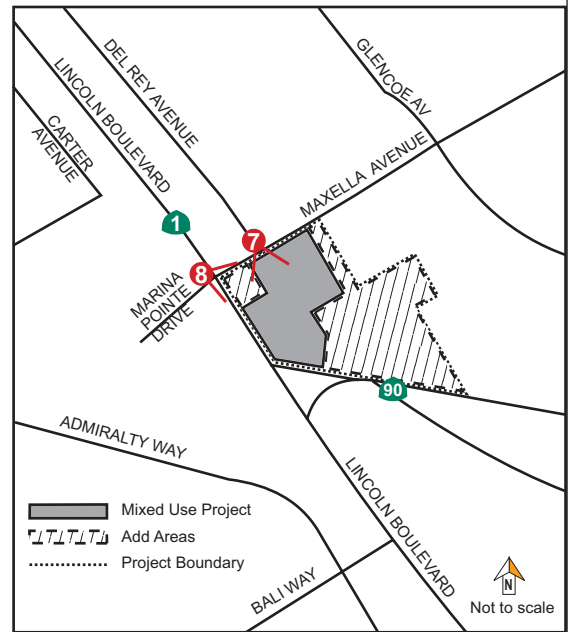 GLENCOE AV
DEL REY AVENUE
LINCOLN BOULEVARD
CARTER
AVENUE
MAXELLA AVENUE
1
7
8
MARINA
POINTE
DRIVE
90
ADMIRALTY WAY
LINCOLN BOULEVARD
Mixed Use Project
Add Areas
Project Boundary
BALI WAY
N
Not to scale